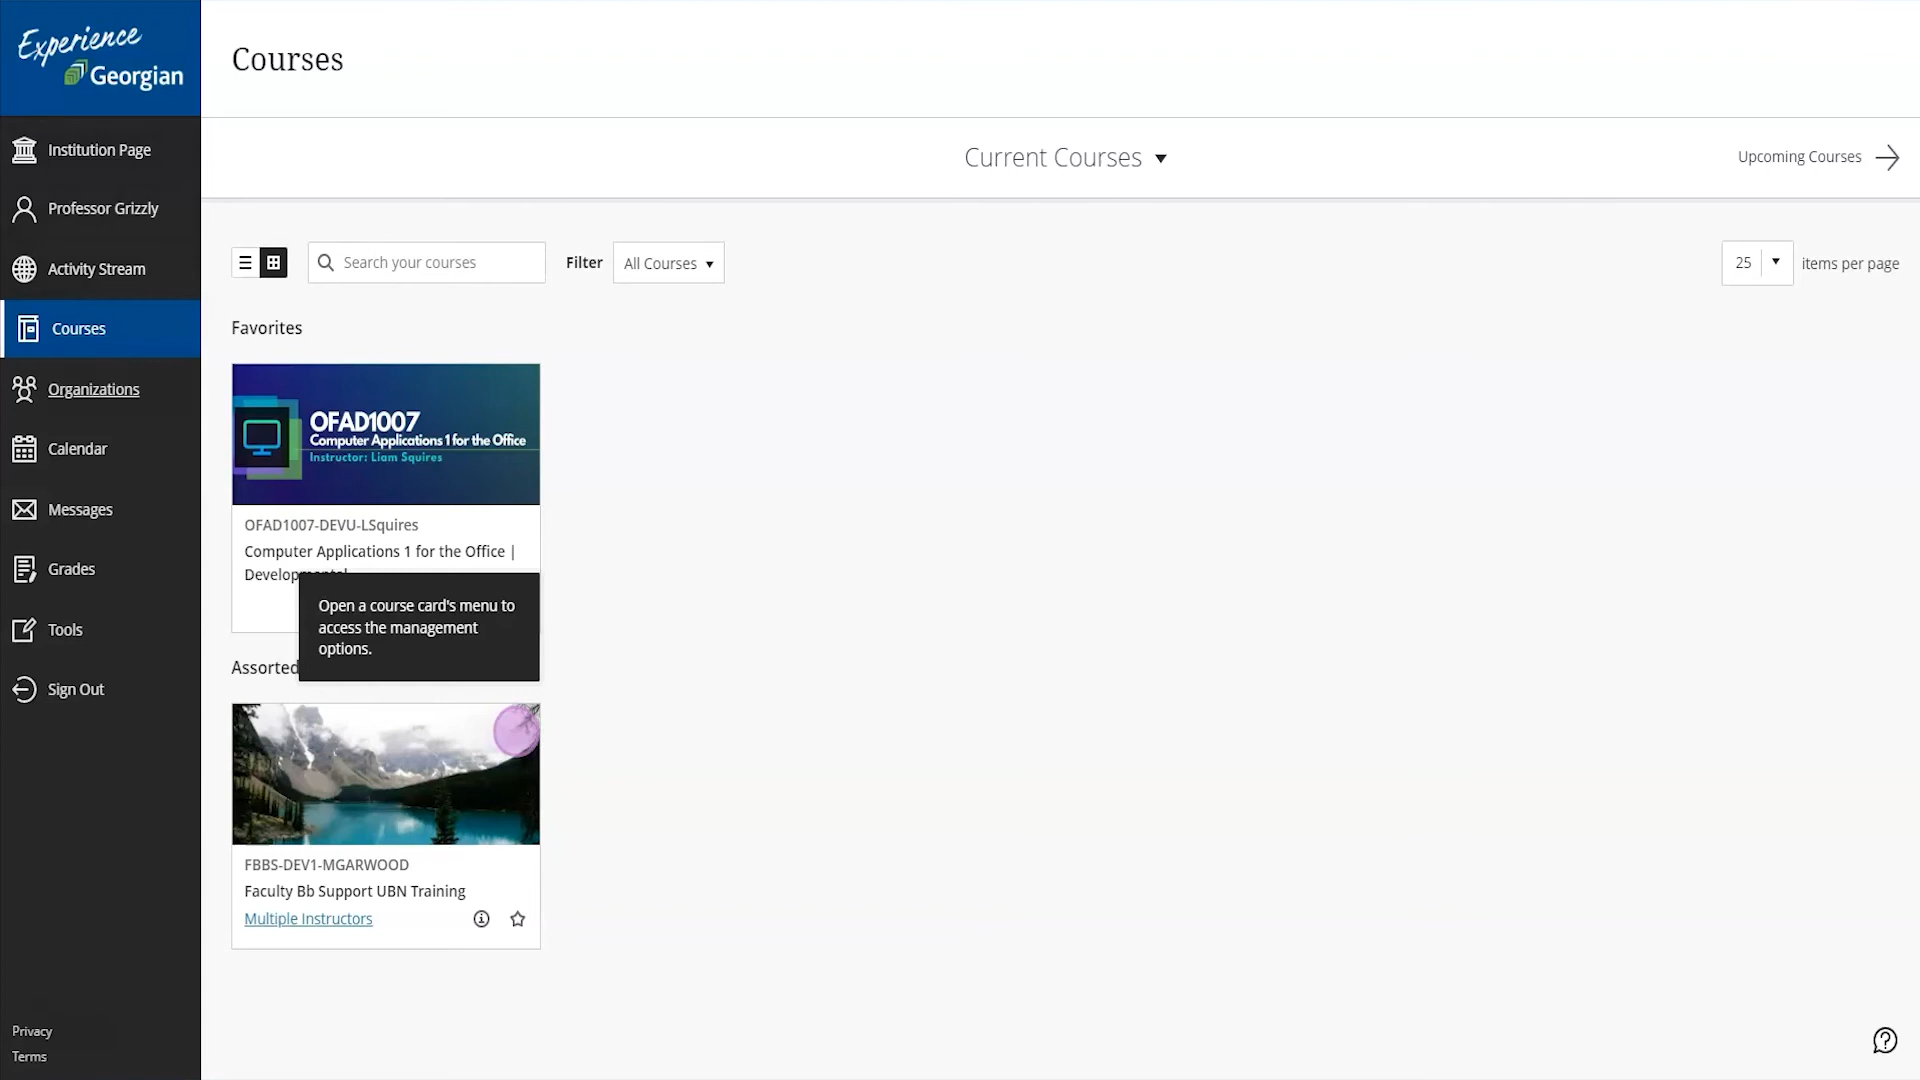 Experience
Georgian
Courses
Institution Page
Professor Grizzly
Activity Stream
Courses
Organizations
Calendar
Messages
Grades
Tools
Sign Out
Privacy
Terms
Current Courses
Upcoming Courses
Search your courses
Filter
All Courses
25
items per page
Favorites
OFAD1007
Computer Applications 1 for the Office
Instructor: Liam Squires
OFAD1007-DEVU-LSquires
Computer Applications 1 for the Office |
Developmental
Open a course card's menu to
access the management
options.
Assorted
FBBS-DEV1-MGARWOOD
Faculty Bb Support UBN Training
Multiple Instructors